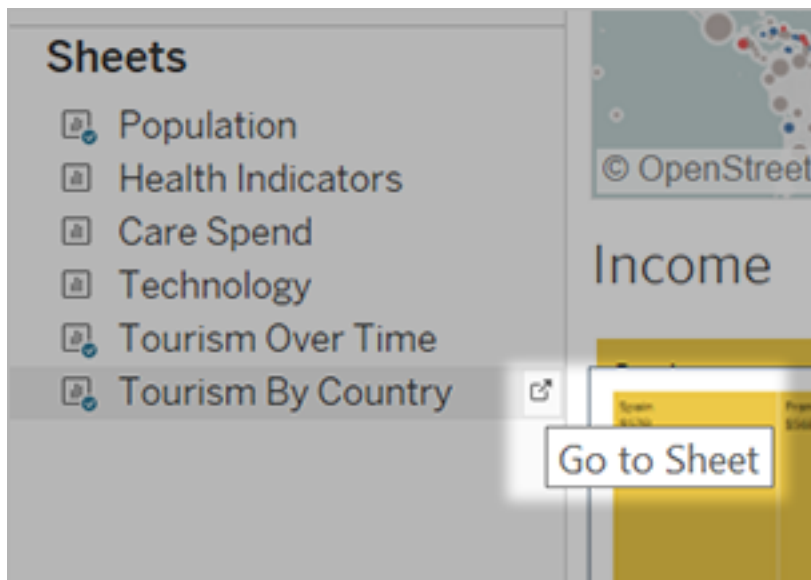 Sheets
Population
Health Indicators
Care Spend
Technology
Tourism Over Time
Tourism By Country
© OpenStreet
Income
Spain
Go to Sheet